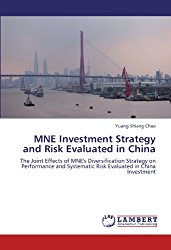 Yuang Shiang Chao
MNE Investment Strategy
and Risk Evaluated in China
The Joint Effects of MNE's Diversification Strategy on
Performance and Systematic Risk Evaluated in China
Investment
LAMBERT
Academic Publishing